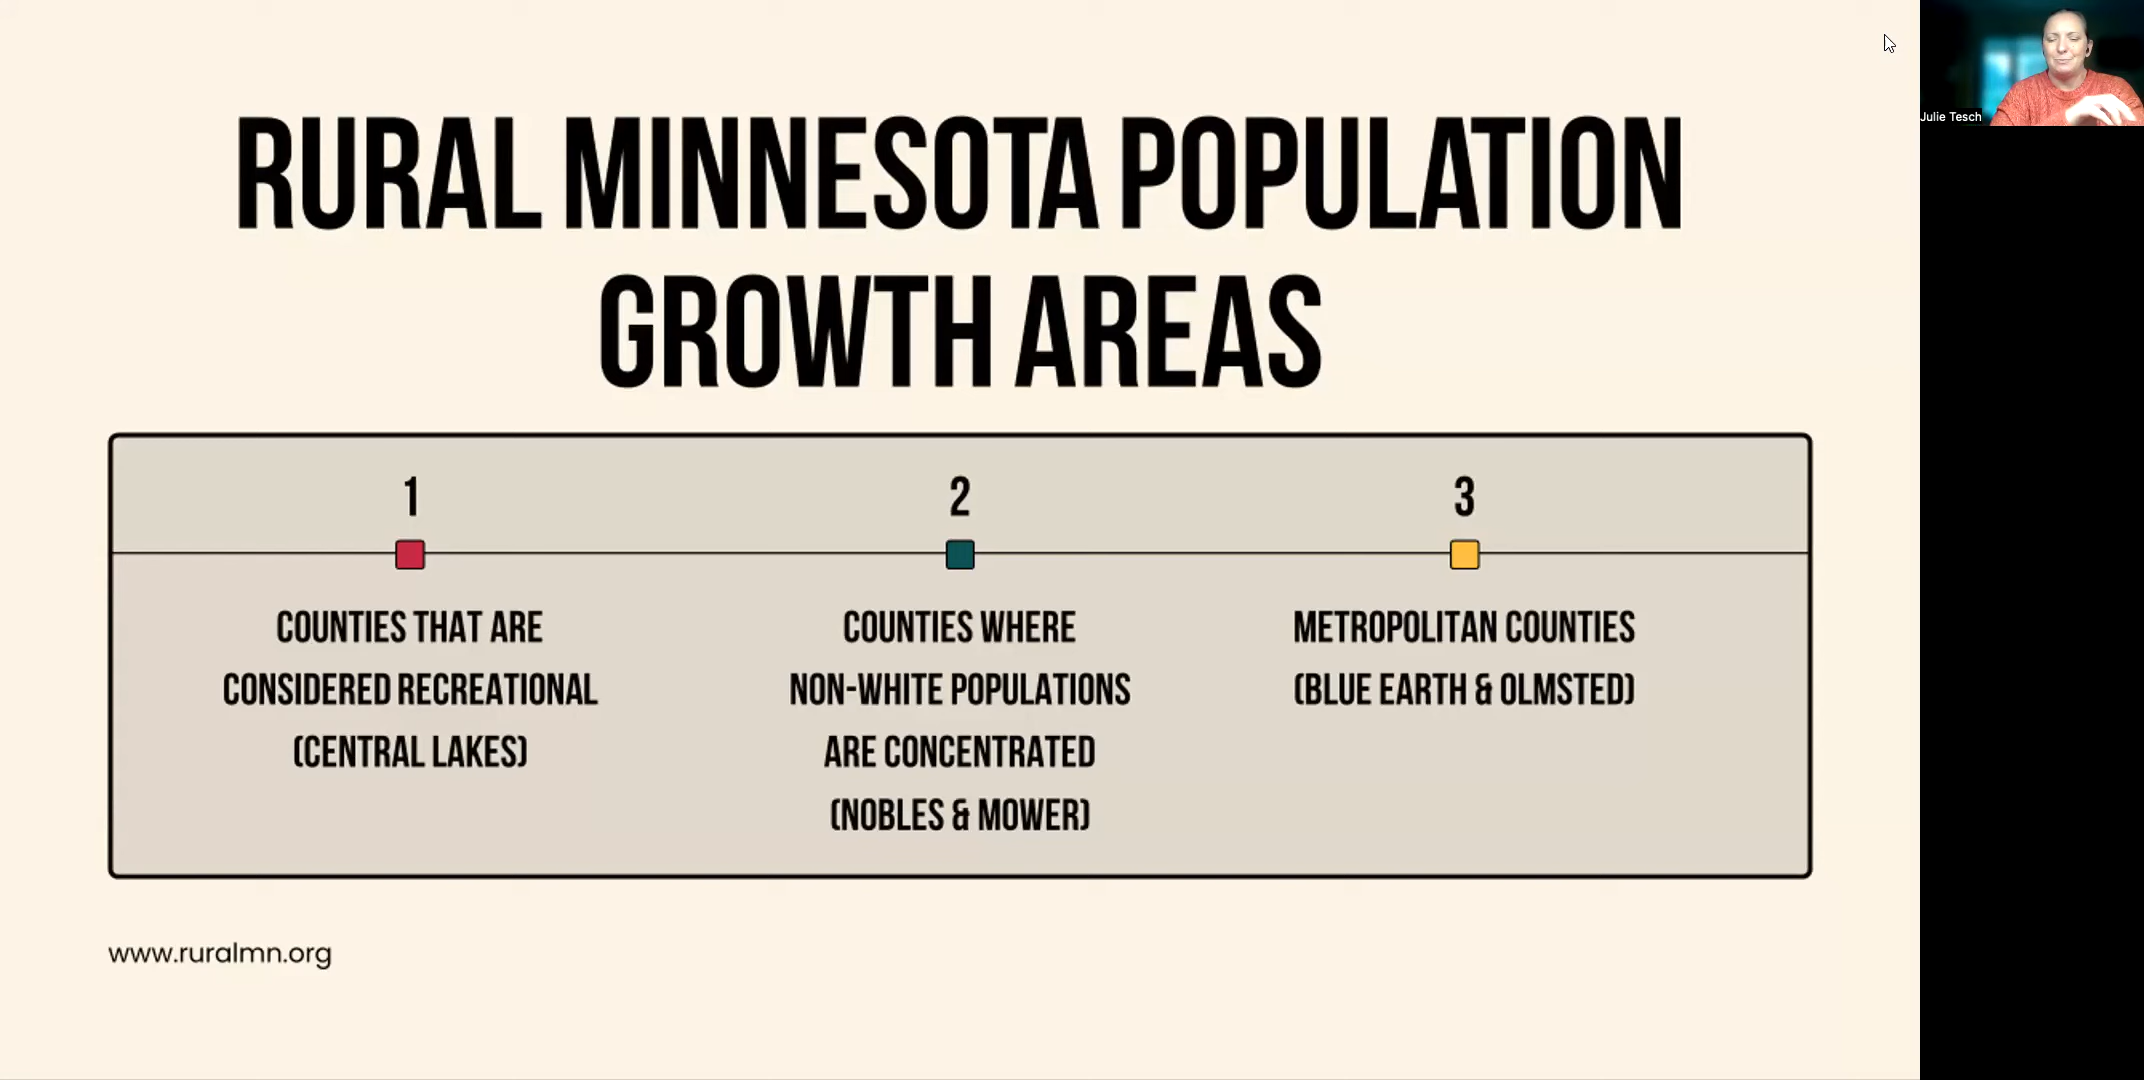 RURAL MINNESOTA POPULATION
GROWTH AREAS
1
COUNTIES THAT ARE
CONSIDERED RECREATIONAL
(CENTRAL LAKES)
2
COUNTIES WHERE
NON-WHITE POPULATIONS
ARE CONCENTRATED
(NOBLES & MOWER)
3
METROPOLITAN COUNTIES
(BLUE EARTH & OLMSTED)
www.ruralmn.org
Julie Tesch